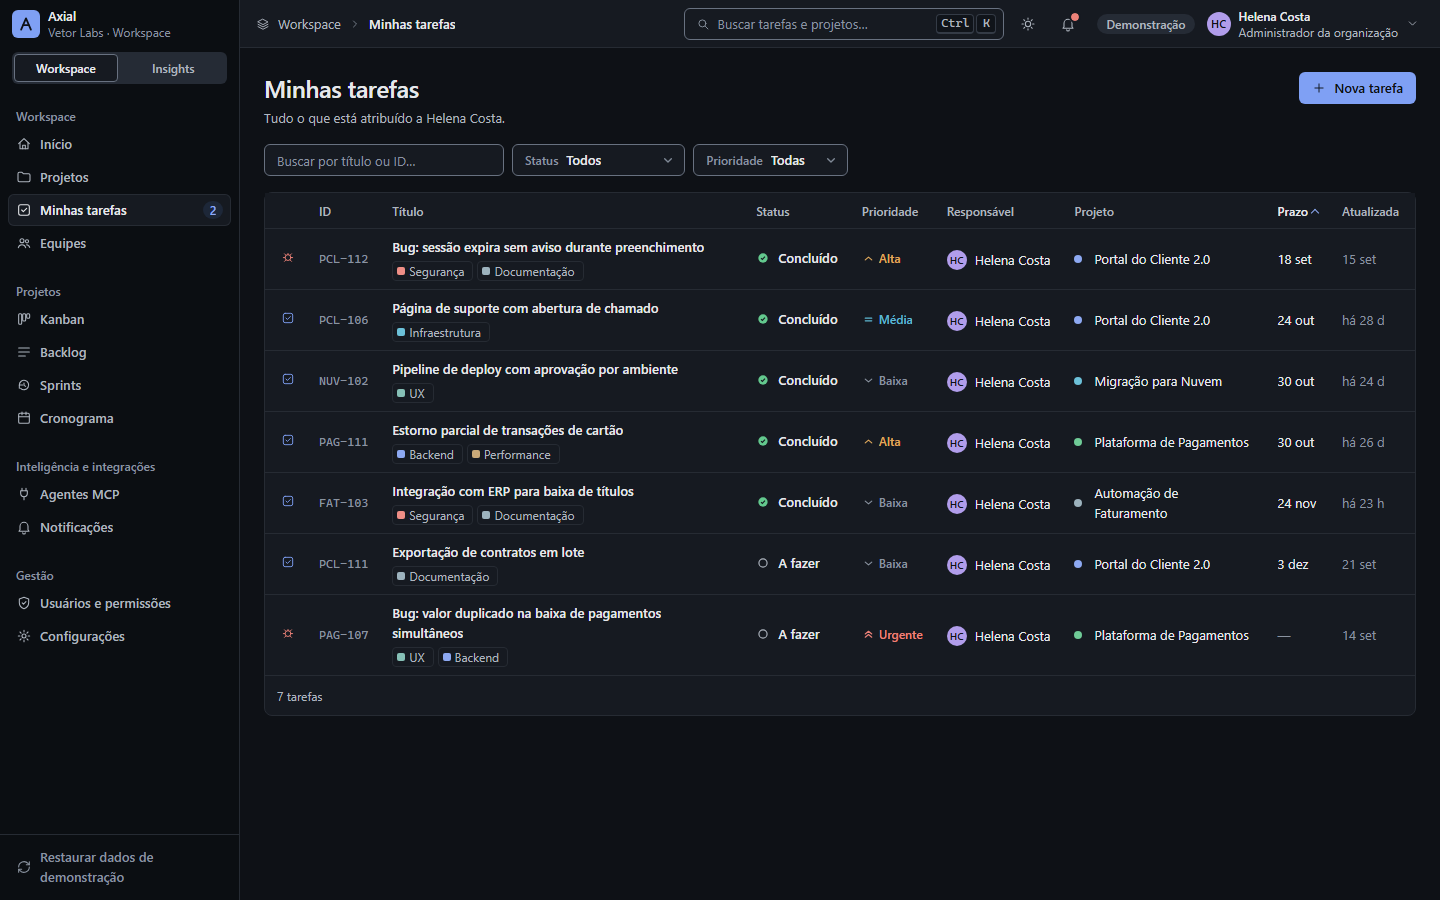 Axial
Vetor Labs · Workspace
Workspace
Insights
Workspace
Início
Projetos
Minhas tarefas
2
Equipes
Projetos
Kanban
Backlog
Sprints
Cronograma
Inteligência e integrações
Agentes MCP
Notificações
Gestão
Usuários e permissões
Configurações
Restaurar dados de
demonstração
Workspace
Minhas tarefas
Buscar tarefas e projetos...
Ctrl K
Demonstração
HC
Helena Costa
Administrador da organização
Minhas tarefas
Tudo o que está atribuído a Helena Costa.
Nova tarefa
Buscar por título ou ID...
Status Todos
Prioridade Todas
ID Título Status Prioridade Responsável Projeto Prazo Atualizada
PCL-112 Bug: sessão expira sem aviso durante preenchimento Concluído Alta HC Helena Costa Portal do Cliente 2.0 18 set 15 set
Segurança Documentação
PCL-106 Página de suporte com abertura de chamado Concluído Média HC Helena Costa Portal do Cliente 2.0 24 out há 28 d
Infraestrutura
NUV-102 Pipeline de deploy com aprovação por ambiente Concluído Baixa HC Helena Costa Migração para Nuvem 30 out há 24 d
UX
PAG-111 Estorno parcial de transações de cartão Concluído Alta HC Helena Costa Plataforma de Pagamentos 30 out há 26 d
Backend Performance
FAT-103 Integração com ERP para baixa de títulos Concluído Baixa HC Helena Costa Automação de
Faturamento 24 nov há 23 h
Segurança Documentação
PCL-111 Exportação de contratos em lote A fazer Baixa HC Helena Costa Portal do Cliente 2.0 3 dez 21 set
Documentação
PAG-107 Bug: valor duplicado na baixa de pagamentos
simultâneos A fazer Urgente HC Helena Costa Plataforma de Pagamentos — 14 set
UX Backend
7 tarefas